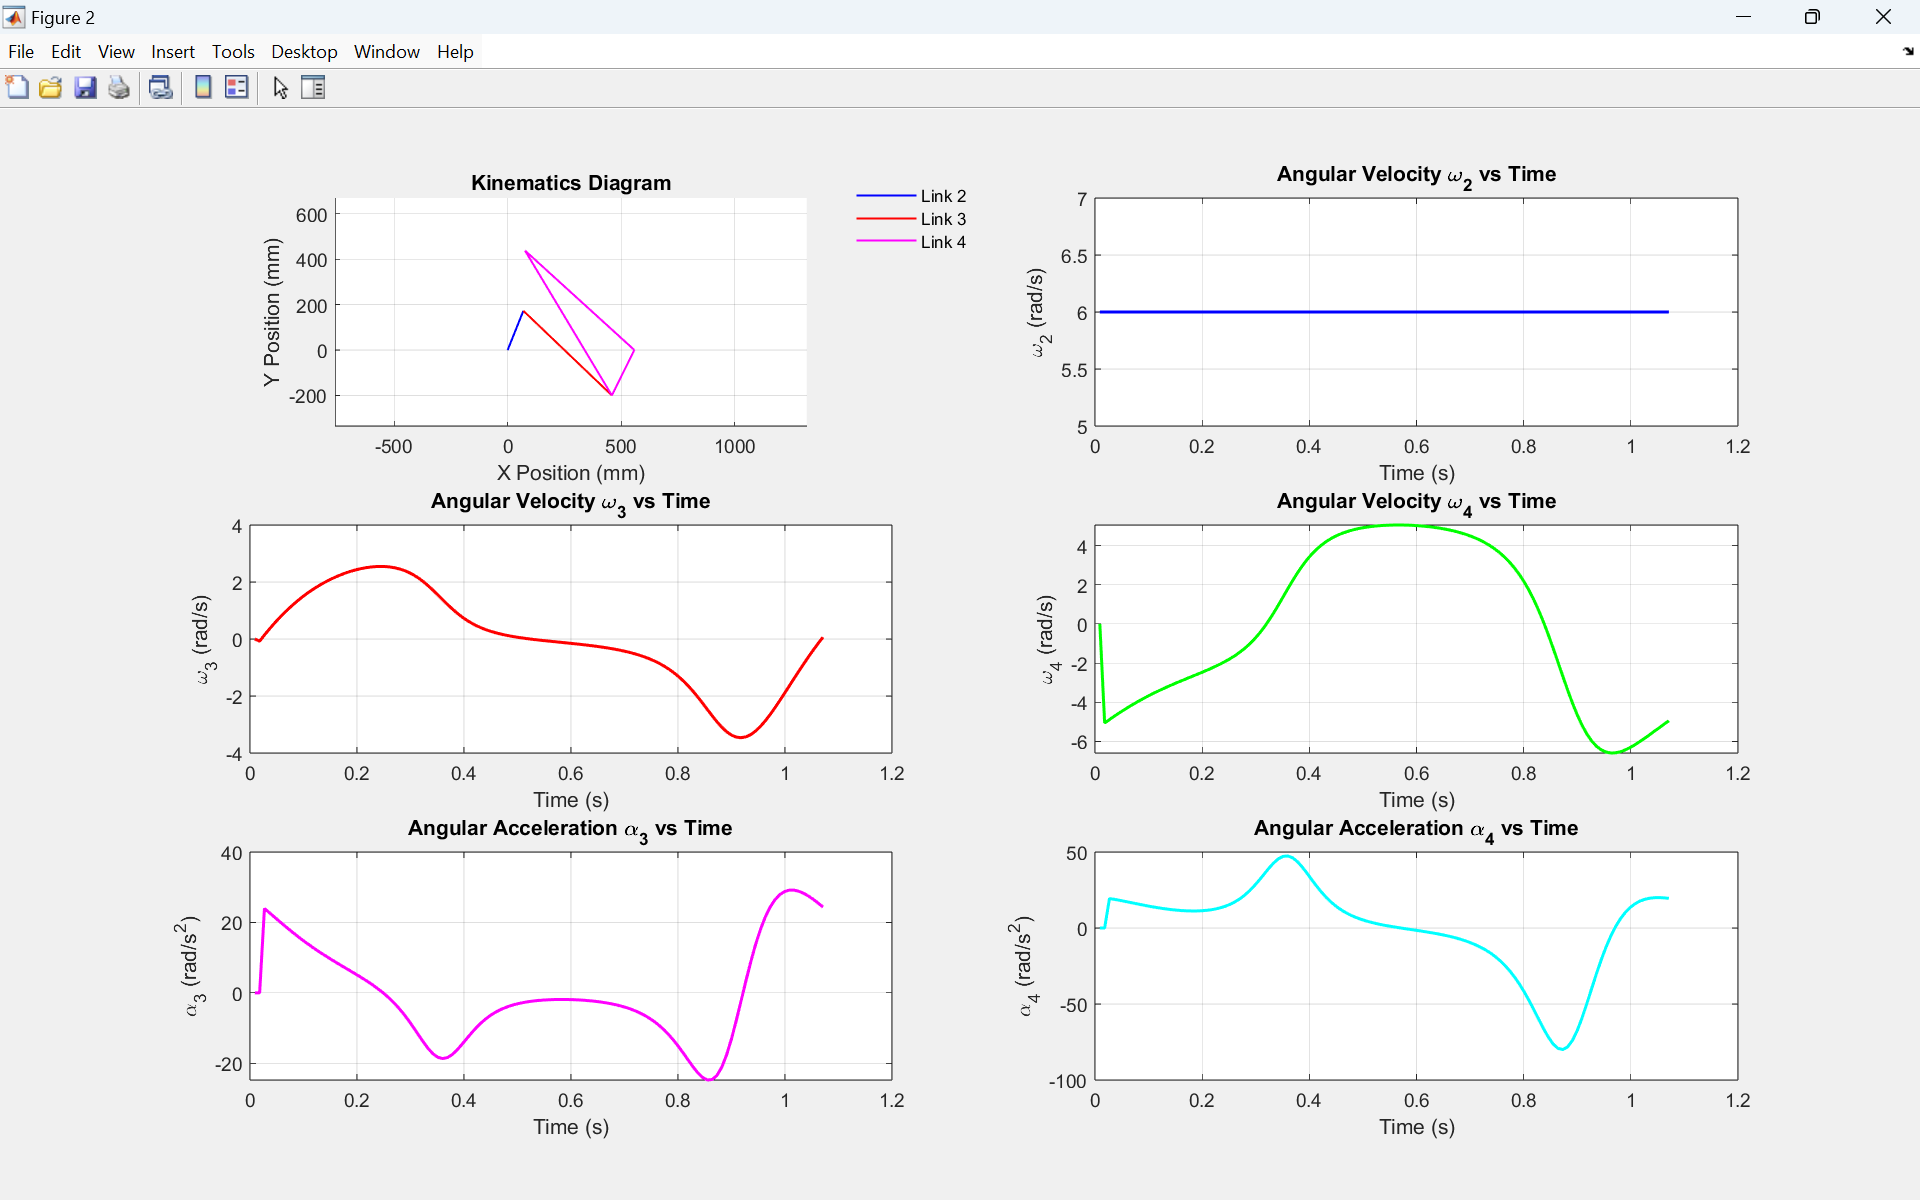 Figure 2
File Edit View Insert Tools Desktop Window Help
Kinematics Diagram
600
400
200
0
-200
Y Position (mm)
-500 0 500 1000
X Position (mm)
Link 2
Link 3
Link 4
Angular Velocity ω2 vs Time
7
6.5
6
5.5
5
ω2 (rad/s)
0 0.2 0.4 0.6 0.8 1 1.2
Time (s)
Angular Velocity ω3 vs Time
4
2
0
-2
-4
ω3 (rad/s)
0 0.2 0.4 0.6 0.8 1 1.2
Time (s)
Angular Velocity ω4 vs Time
4
2
0
-2
-4
-6
ω4 (rad/s)
0 0.2 0.4 0.6 0.8 1 1.2
Time (s)
Angular Acceleration α3 vs Time
40
20
0
-20
α3 (rad/s2)
0 0.2 0.4 0.6 0.8 1 1.2
Time (s)
Angular Acceleration α4 vs Time
50
0
-50
-100
α4 (rad/s2)
0 0.2 0.4 0.6 0.8 1 1.2
Time (s)